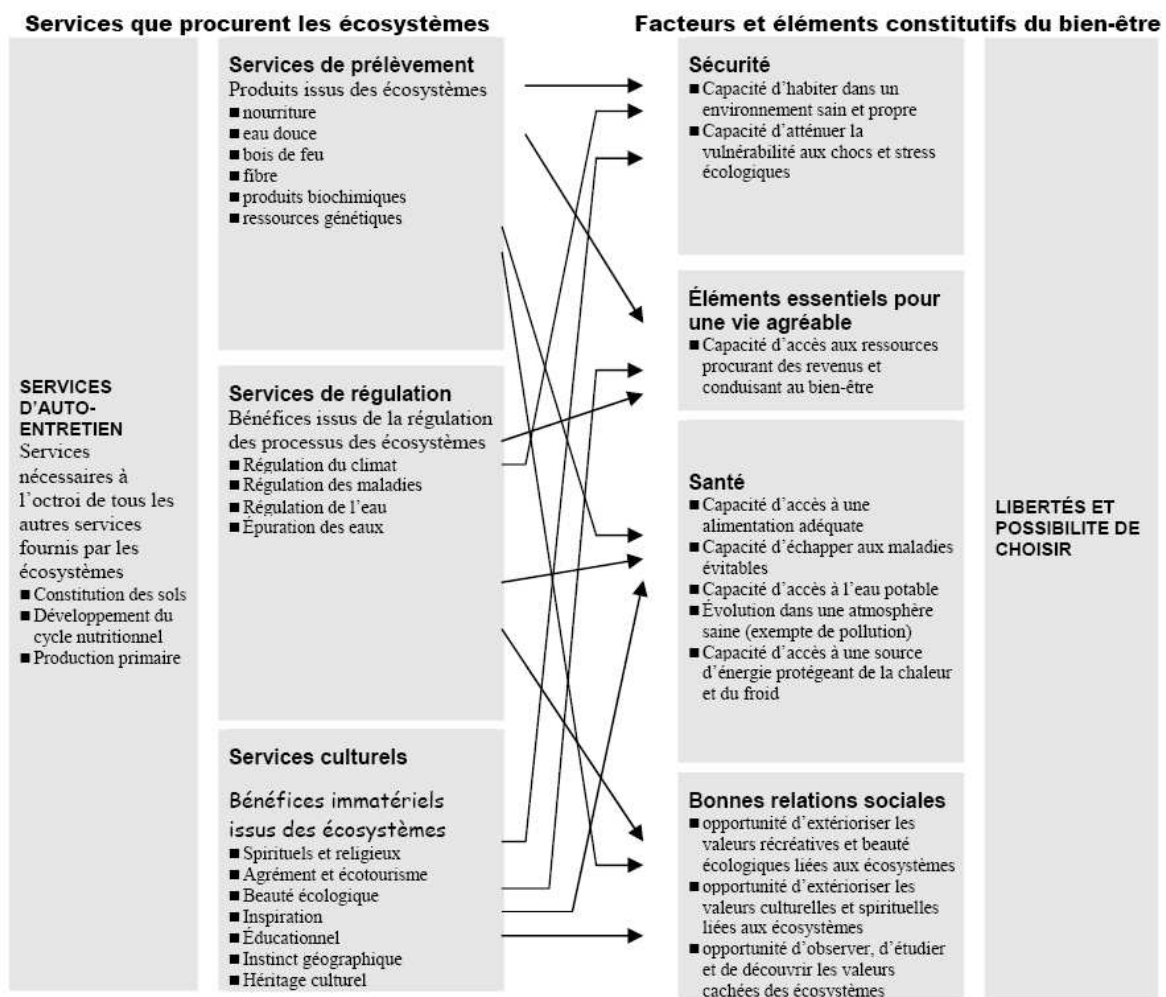 Services que procurent les écosystèmes
Facteurs et éléments constitutifs du bien-être
SERVICES
D’AUTO-
ENTRETIEN
Services
nécessaires à
l’octroi de tous les
autres services
fournis par les
écosystèmes
■ Constitution des sols
■ Développement du
cycle nutritionnel
■ Production primaire
Services de prélèvement
Produits issus des écosystèmes
■ nourriture
■ eau douce
■ bois de feu
■ fibre
■ produits biochimiques
■ ressources génétiques
Services de régulation
Bénéfices issus de la régulation
des processus des écosystèmes
■ Régulation du climat
■ Régulation des maladies
■ Régulation de l’eau
■ Épuration des eaux
Services culturels
Bénéfices immatériels
issus des écosystèmes
■ Spirituels et religieux
■ Agrément et écotourisme
■ Beauté écologique
■ Inspiration
■ Éducationnel
■ Instinct géographique
■ Héritage culturel
Sécurité
■ Capacité d’habiter dans un
environnement sain et propre
■ Capacité d’atténuer la
vulnérabilité aux chocs et stress
écologiques
Éléments essentiels pour
une vie agréable
■ Capacité d’accès aux ressources
procurant des revenus et
conduisant au bien-être
Santé
■ Capacité d’accès à une
alimentation adéquate
■ Capacité d’échapper aux maladies
évitables
■ Capacité d’accès à l’eau potable
■ Évolution dans une atmosphère
saine (exempte de pollution)
■ Capacité d’accès à une source
d’énergie protégeant de la chaleur
et du froid
Bonnes relations sociales
■ opportunité d’extérioriser les
valeurs récréatives et beauté
écologiques liées aux écosystèmes
■ opportunité d’extérioriser les
valeurs culturelles et spirituelles
liées aux écosystèmes
■ opportunité d’observer, d’étudier
et de découvrir les valeurs
cachées des écosystèmes
LIBERTÉS ET
POSSIBILITE DE
CHOISIR